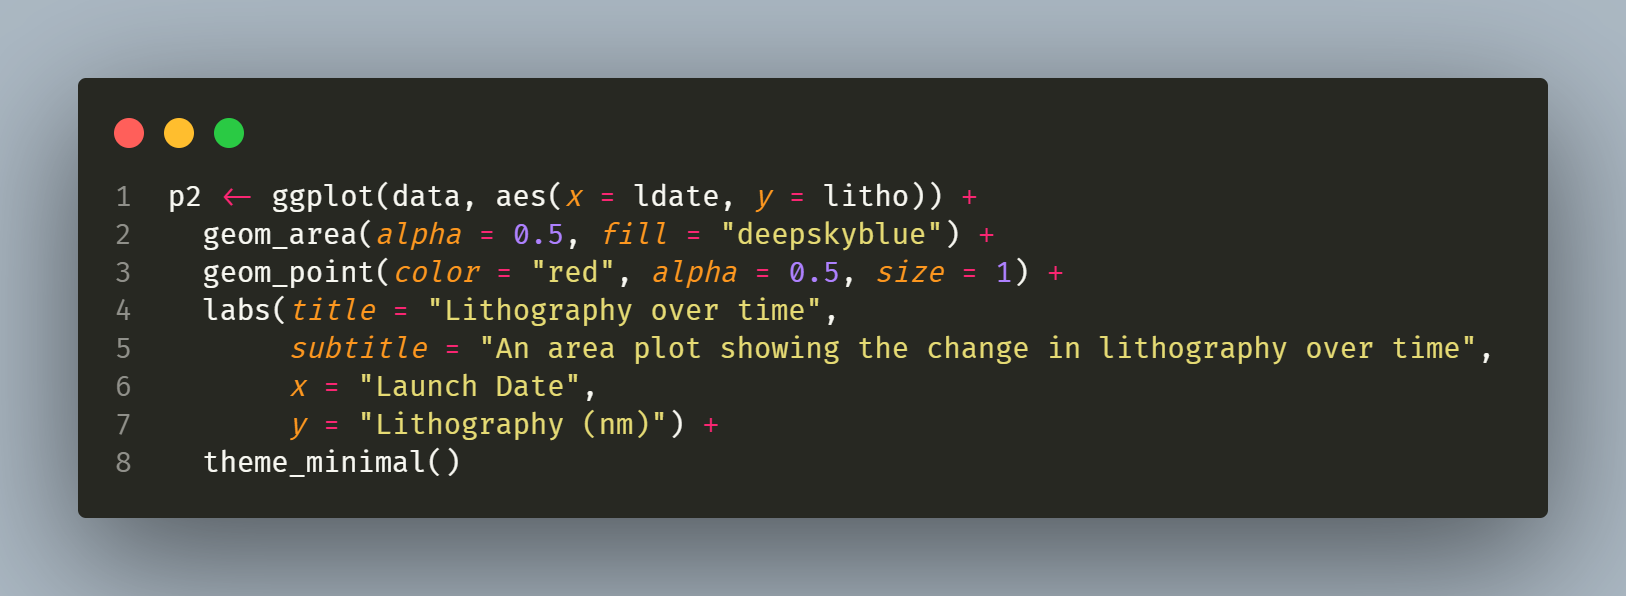 1 p2 <- ggplot(data, aes(x = ldate, y = litho)) +
2 geom_area(alpha = 0.5, fill = "deepskyblue") +
3 geom_point(color = "red", alpha = 0.5, size = 1) +
4 labs(title = "Lithography over time",
5 subtitle = "An area plot showing the change in lithography over time",
6 x = "Launch Date",
7 y = "Lithography (nm)") +
8 theme_minimal()